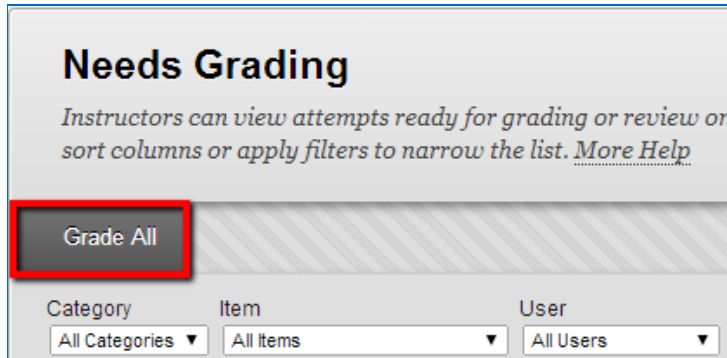 Needs Grading
Instructors can view attempts ready for grading or review on
sort columns or apply filters to narrow the list. More Help
Grade All
Category Item User
All Categories All Items All Users